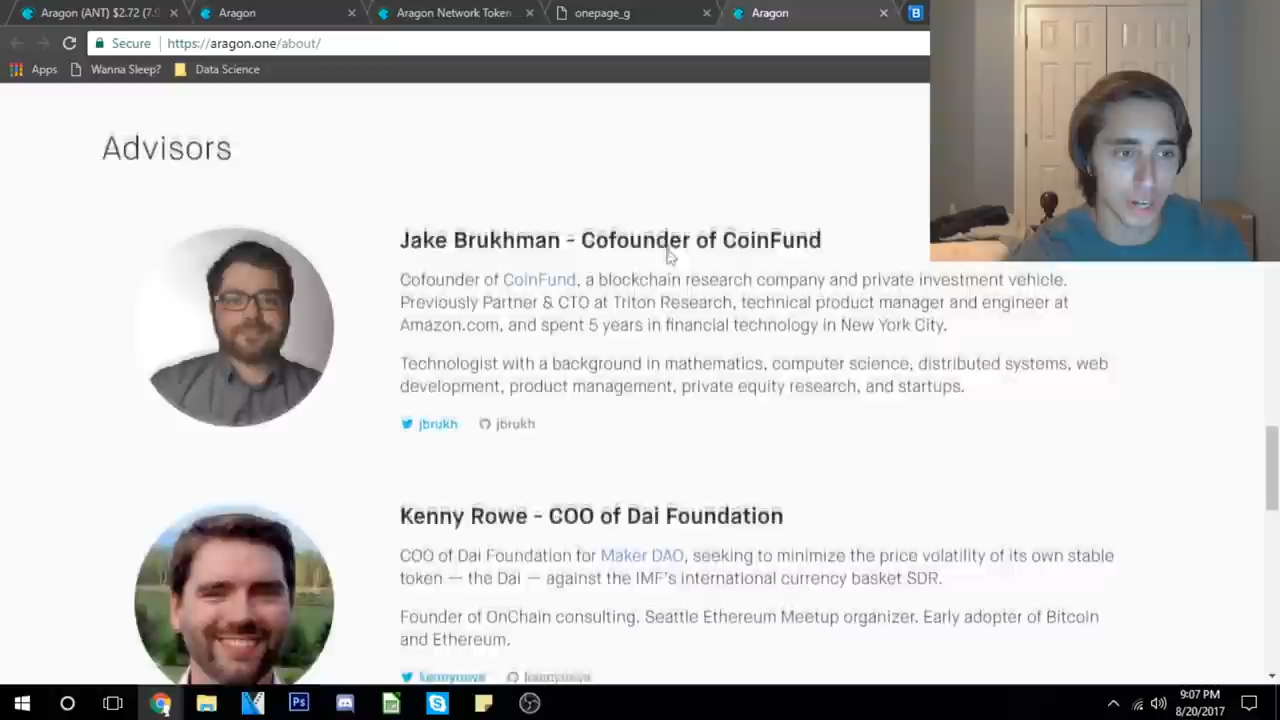 Aragon (ANT) $2.72 (7.9
Aragon
Aragon Network Token
onepage_g
Aragon
Secure
https://aragon.one/about/
Apps
Wanna Sleep?
Data Science
Advisors
Jake Brukhman - Cofounder of CoinFund
Cofounder of CoinFund, a blockchain research company and private investment vehicle.
Previously Partner & CTO at Triton Research, technical product manager and engineer at
Amazon.com, and spent 5 years in financial technology in New York City.
Technologist with a background in mathematics, computer science, distributed systems, web
development, product management, private equity research, and startups.
jbrukh
jbrukh
Kenny Rowe - COO of Dai Foundation
COO of Dai Foundation for Maker DAO, seeking to minimize the price volatility of its own stable
token — the Dai — against the IMF's international currency basket SDR.
Founder of OnChain consulting. Seattle Ethereum Meetup organizer. Early adopter of Bitcoin
and Ethereum.
9:07 PM
8/20/2017